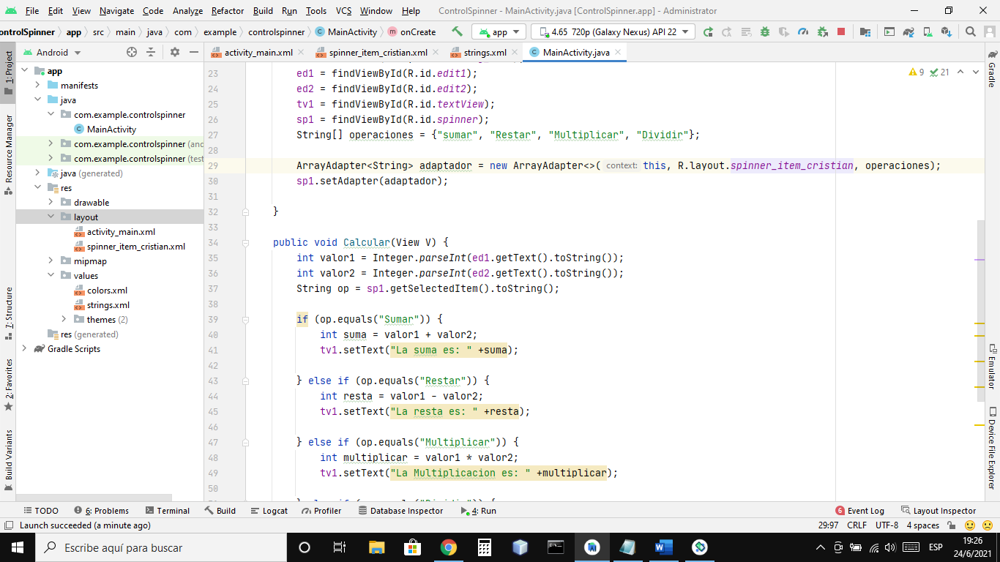 File Edit View Navigate Code Analyze Refactor Build Run Tools VCS Window Help ControlSpinner - MainActivity.java [ControlSpinner.app] - Administrator
ontrolSpinner app src main java com example controlspinner MainActivity onCreate app 4.65 720p (Galaxy Nexus) API 22
Android activity_main.xml spinner_item_cristian.xml strings.xml MainActivity.java
1: Project
Resource Manager
7: Structure
2: Favorites
Build Variants
app
manifests
java
com.example.controlspinner
MainActivity
com.example.controlspinner (anc
com.example.controlspinner (test
java (generated)
res
drawable
layout
activity_main.xml
spinner_item_cristian.xml
mipmap
values
colors.xml
strings.xml
themes (2)
res (generated)
Gradle Scripts
9 21
23 ed1 = findViewById(R.id.edit1);
24 ed2 = findViewById(R.id.edit2);
25 tv1 = findViewById(R.id.textView);
26 sp1 = findViewById(R.id.spinner);
27 String[] operaciones = {"sumar", "Restar", "Multiplicar", "Dividir"};
28
29 ArrayAdapter<String> adaptador = new ArrayAdapter<>( context: this, R.layout.spinner_item_cristian, operaciones);
30 sp1.setAdapter(adaptador);
31
32 }
33
34 public void Calcular(View V) {
35 int valor1 = Integer.parseInt(ed1.getText().toString());
36 int valor2 = Integer.parseInt(ed2.getText().toString());
37 String op = sp1.getSelectedItem().toString();
38
39 if (op.equals("Sumar")) {
40 int suma = valor1 + valor2;
41 tv1.setText("La suma es: " +suma);
42
43 } else if (op.equals("Restar")) {
44 int resta = valor1 - valor2;
45 tv1.setText("La resta es: " +resta);
46
47 } else if (op.equals("Multiplicar")) {
48 int multiplicar = valor1 * valor2;
49 tv1.setText("La Multiplicacion es: " +multiplicar);
50
Gradle
Emulator
Device File Explorer
TODO 6: Problems Terminal Build Logcat Profiler Database Inspector 4: Run 6 Event Log Layout Inspector
Launch succeeded (a minute ago) 29:97 CRLF UTF-8 4 spaces
Escribe aquí para buscar ESP 19:26
24/6/2021